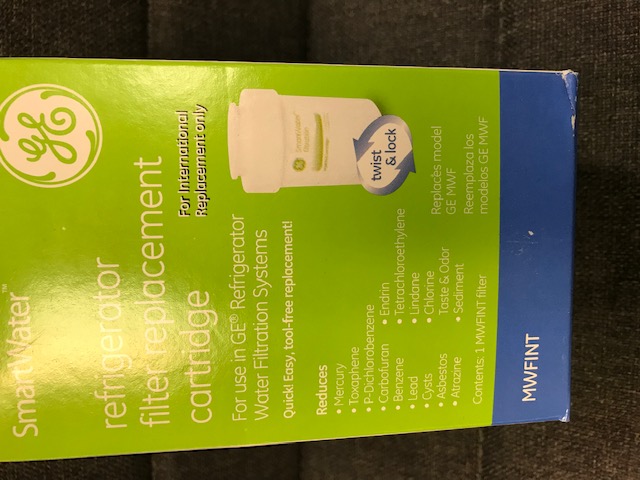 GE
SmartWater™
refrigerator
filter replacement
cartridge
For International
Replacement only
For use in GE® Refrigerator
Water Filtration Systems
Quick Easy, tool-free replacement!
twist
& lock
Reduces
• Mercury
• Toxaphene
• P-Dichlorobenzene
• Carbofuran
• Benzene
• Lead
• Cysts
• Asbestos
• Atrazine
• Endrin
• Tetrachloroethylene
• Lindane
• Chlorine
Taste & Odor
• Sediment
Replaces model
GE MWF
Reemplaza los
modelos GE MWF
Contents: 1 MWFINT filter
MWFINT